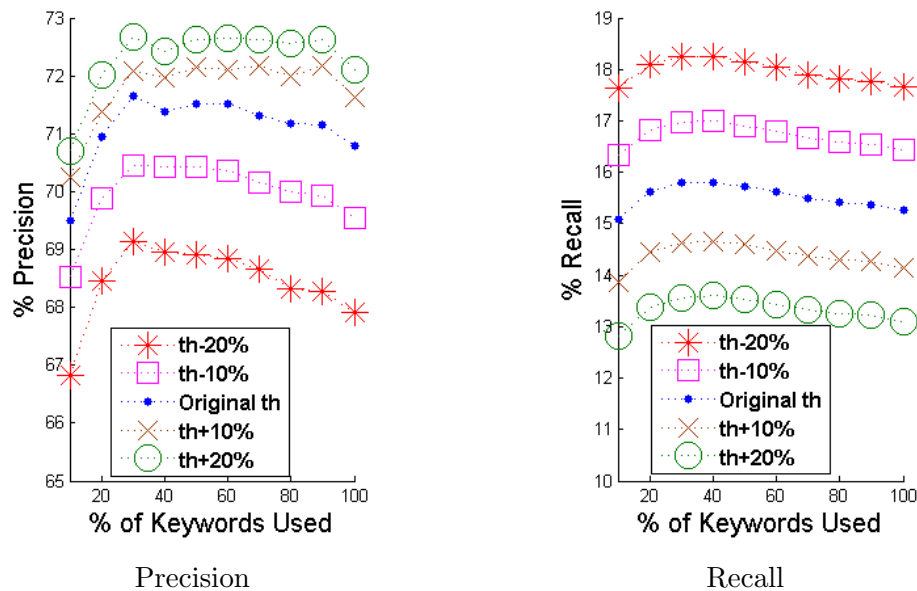 73
72
71
70
69
68
67
66
65
% Precision
th-20%
th-10%
Original th
th+10%
th+20%
20 40 60 80 100
% of Keywords Used
Precision
19
18
17
16
15
14
13
12
11
10
% Recall
th-20%
th-10%
Original th
th+10%
th+20%
20 40 60 80 100
% of Keywords Used
Recall